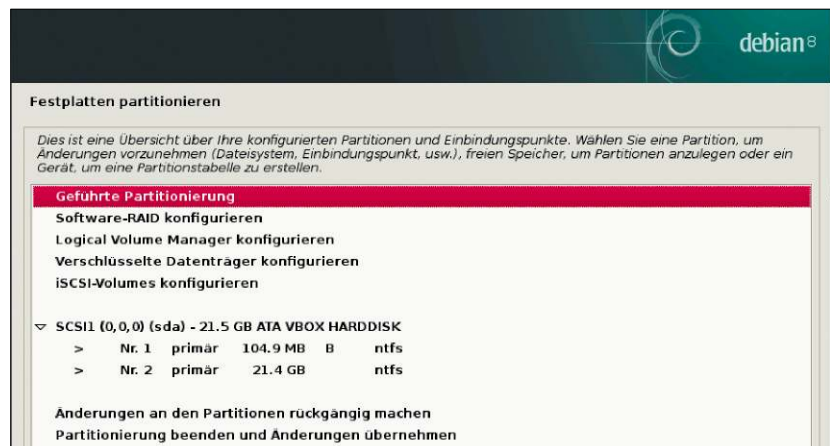 debian 8
Festplatten partitionieren
Dies ist eine Übersicht über Ihre konfigurierten Partitionen und Einbindungspunkte. Wählen Sie eine Partition, um
Änderungen vorzunehmen (Dateisystem, Einbindungspunkt, usw.), freien Speicher, um Partitionen anzulegen oder ein
Gerät, um eine Partitionstabelle zu erstellen.
Geführte Partitionierung
Software-RAID konfigurieren
Logical Volume Manager konfigurieren
Verschlüsselte Datenträger konfigurieren
iSCSI-Volumes konfigurieren
SCSI1 (0,0,0) (sda) - 21.5 GB ATA VBOX HARDDISK
> Nr. 1 primär 104.9 MB B ntfs
> Nr. 2 primär 21.4 GB ntfs
Änderungen an den Partitionen rückgängig machen
Partitionierung beenden und Änderungen übernehmen